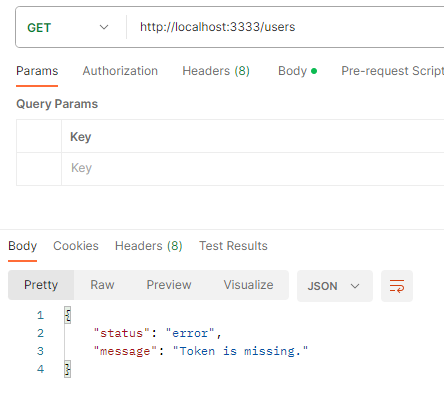 GET http://localhost:3333/users
Params Authorization Headers (8) Body Pre-request Script
Query Params
Key
Key
Body Cookies Headers (8) Test Results
Pretty Raw Preview Visualize JSON
1 {
2 "status": "error",
3 "message": "Token is missing."
4 }